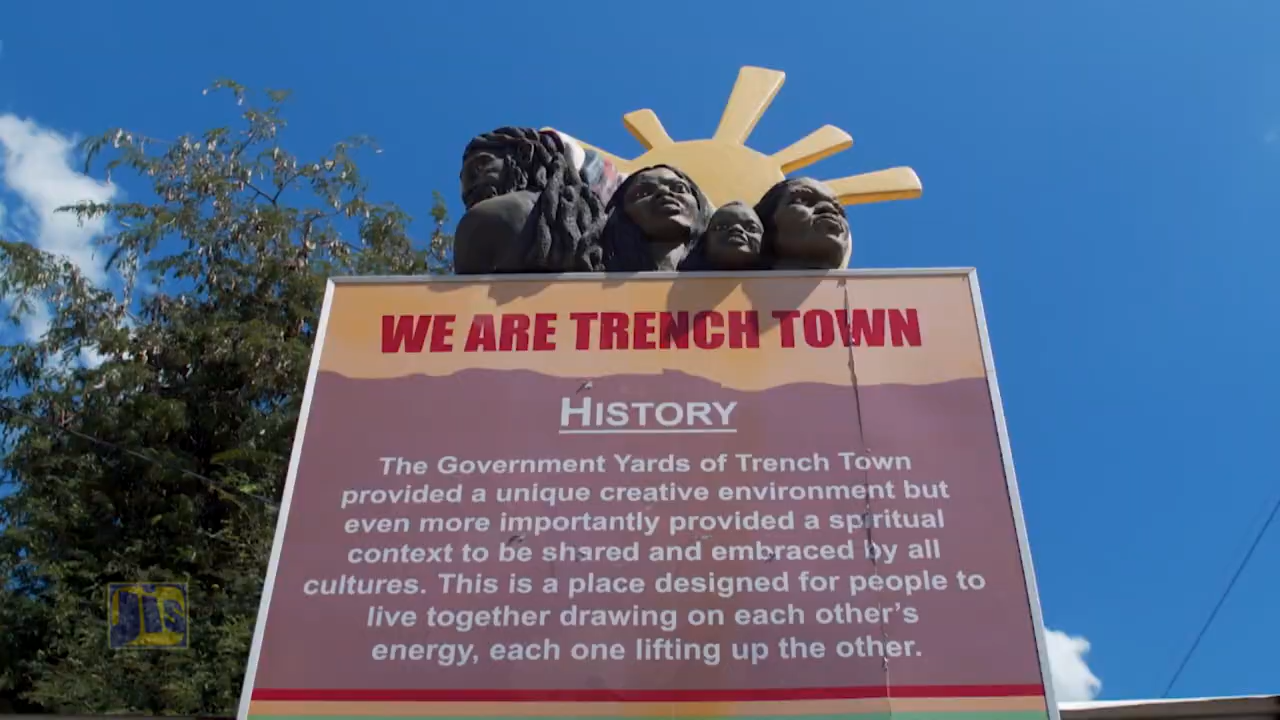 WE ARE TRENCH TOWN
HISTORY
The Government Yards of Trench Town
provided a unique creative environment but
even more importantly provided a spiritual
context to be shared and embraced by all
cultures. This is a place designed for people to
live together drawing on each other's
energy, each one lifting up the other.
jis